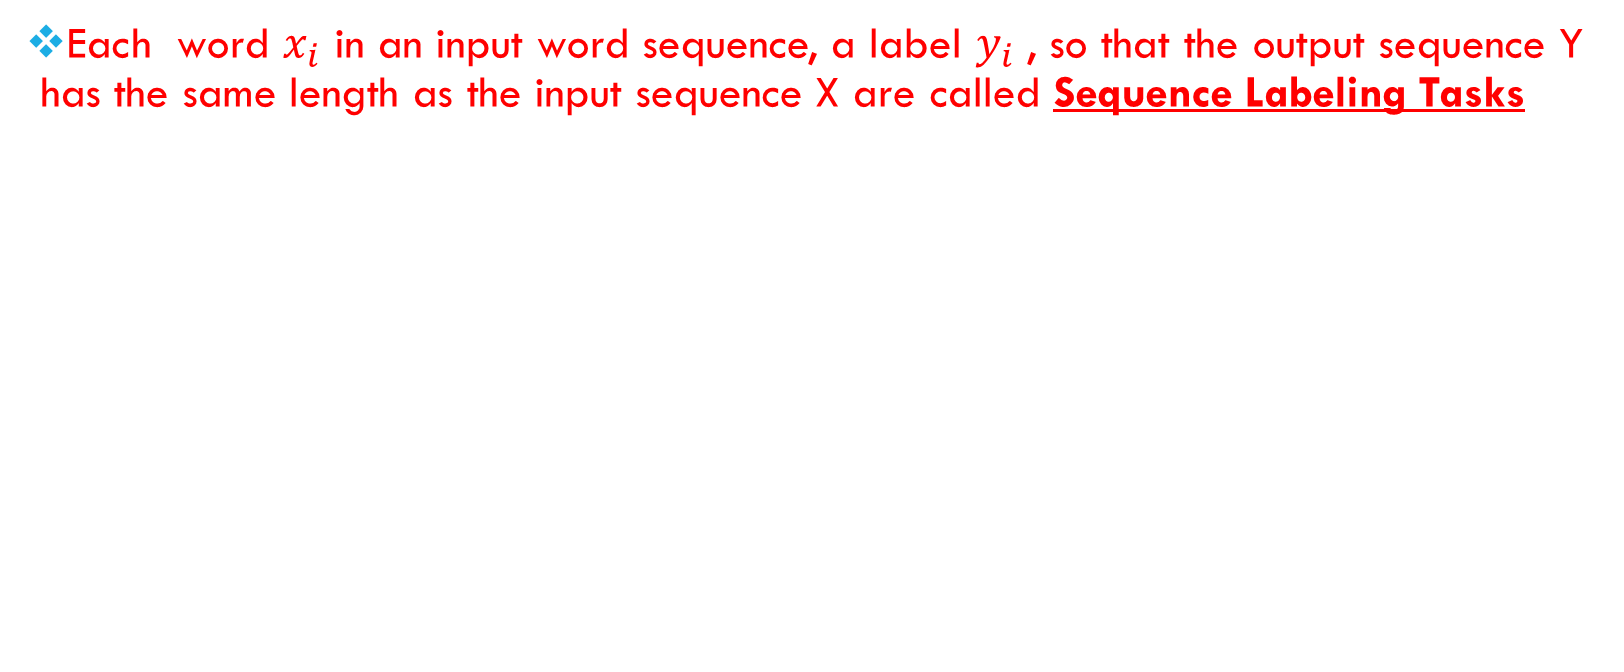 ❖Each word 𝑥𝑖 in an input word sequence, a label 𝑦𝑖 , so that the output sequence Y
has the same length as the input sequence X are called Sequence Labeling Tasks